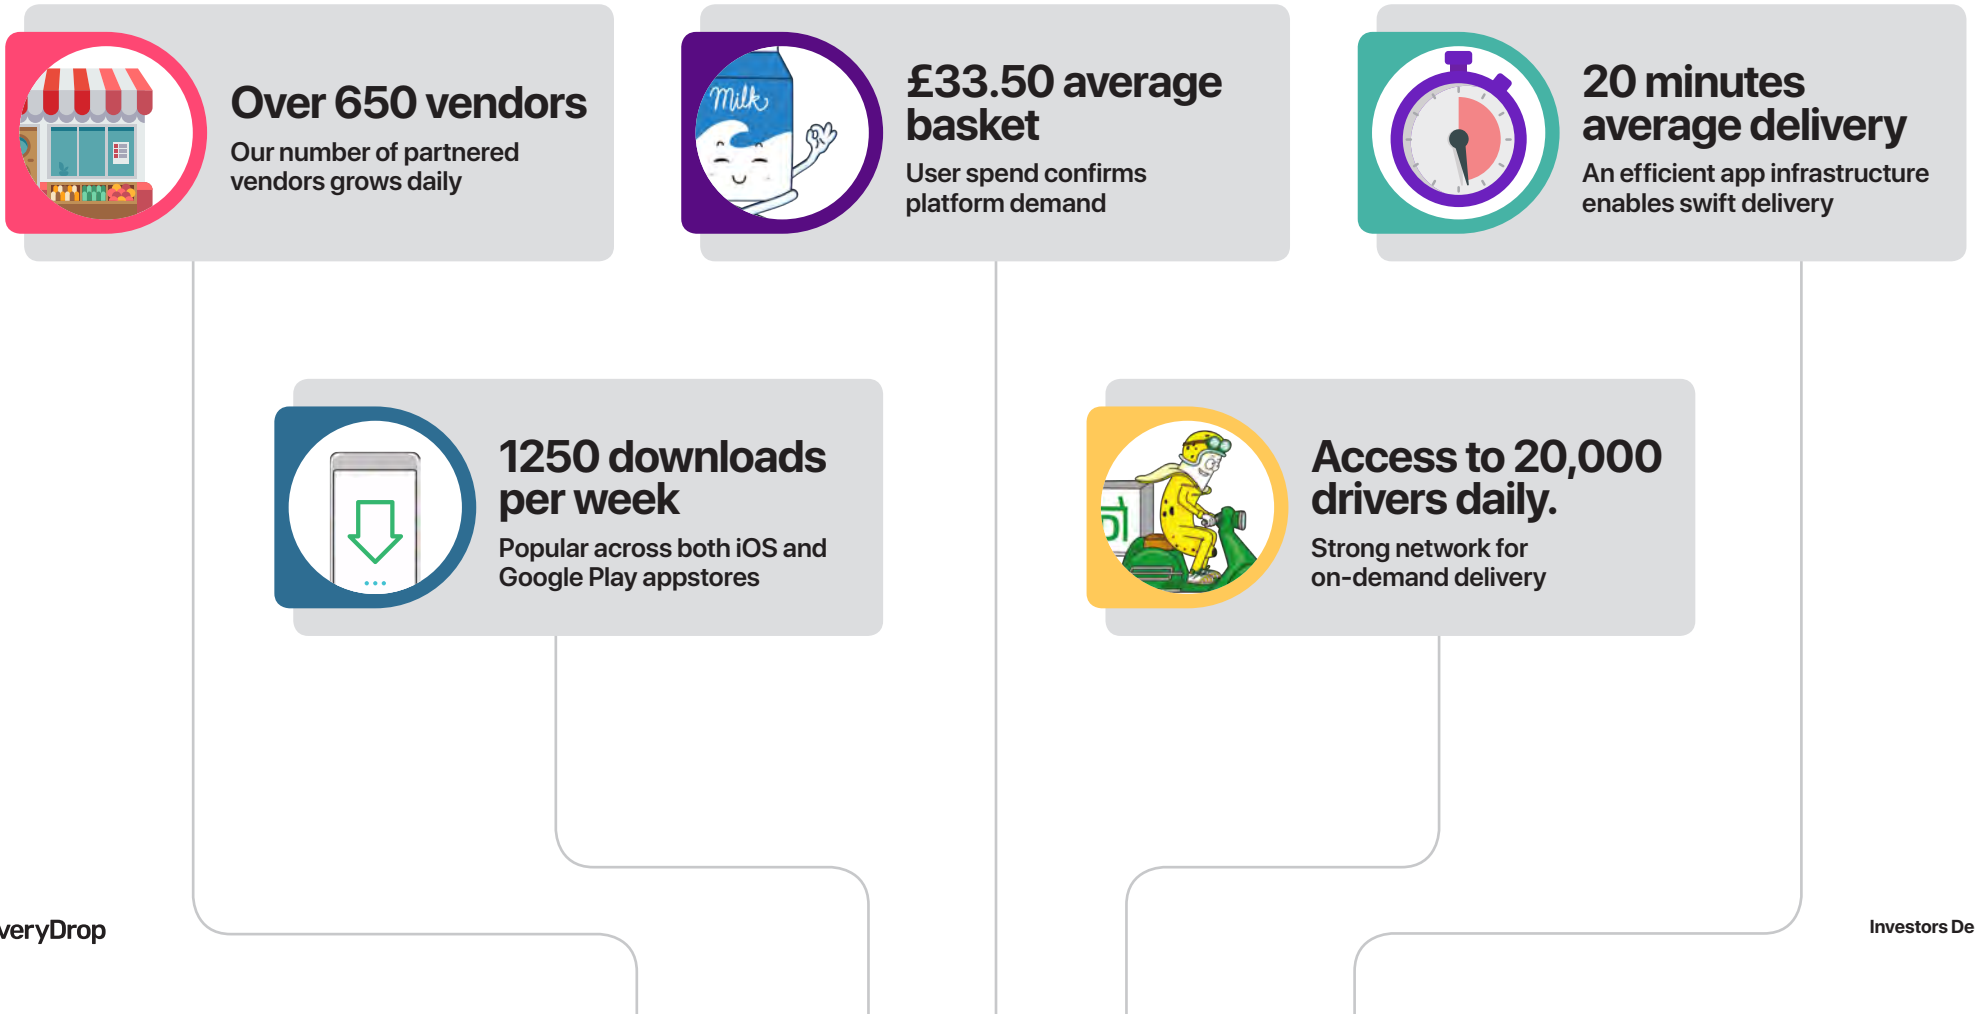 Over 650 vendors
Our number of partnered
vendors grows daily
Milk
£33.50 average
basket
User spend confirms
platform demand
20 minutes
average delivery
An efficient app infrastructure
enables swift delivery
1250 downloads
per week
Popular across both iOS and
Google Play appstores
Access to 20,000
drivers daily.
Strong network for
on-demand delivery
veryDrop
Investors De